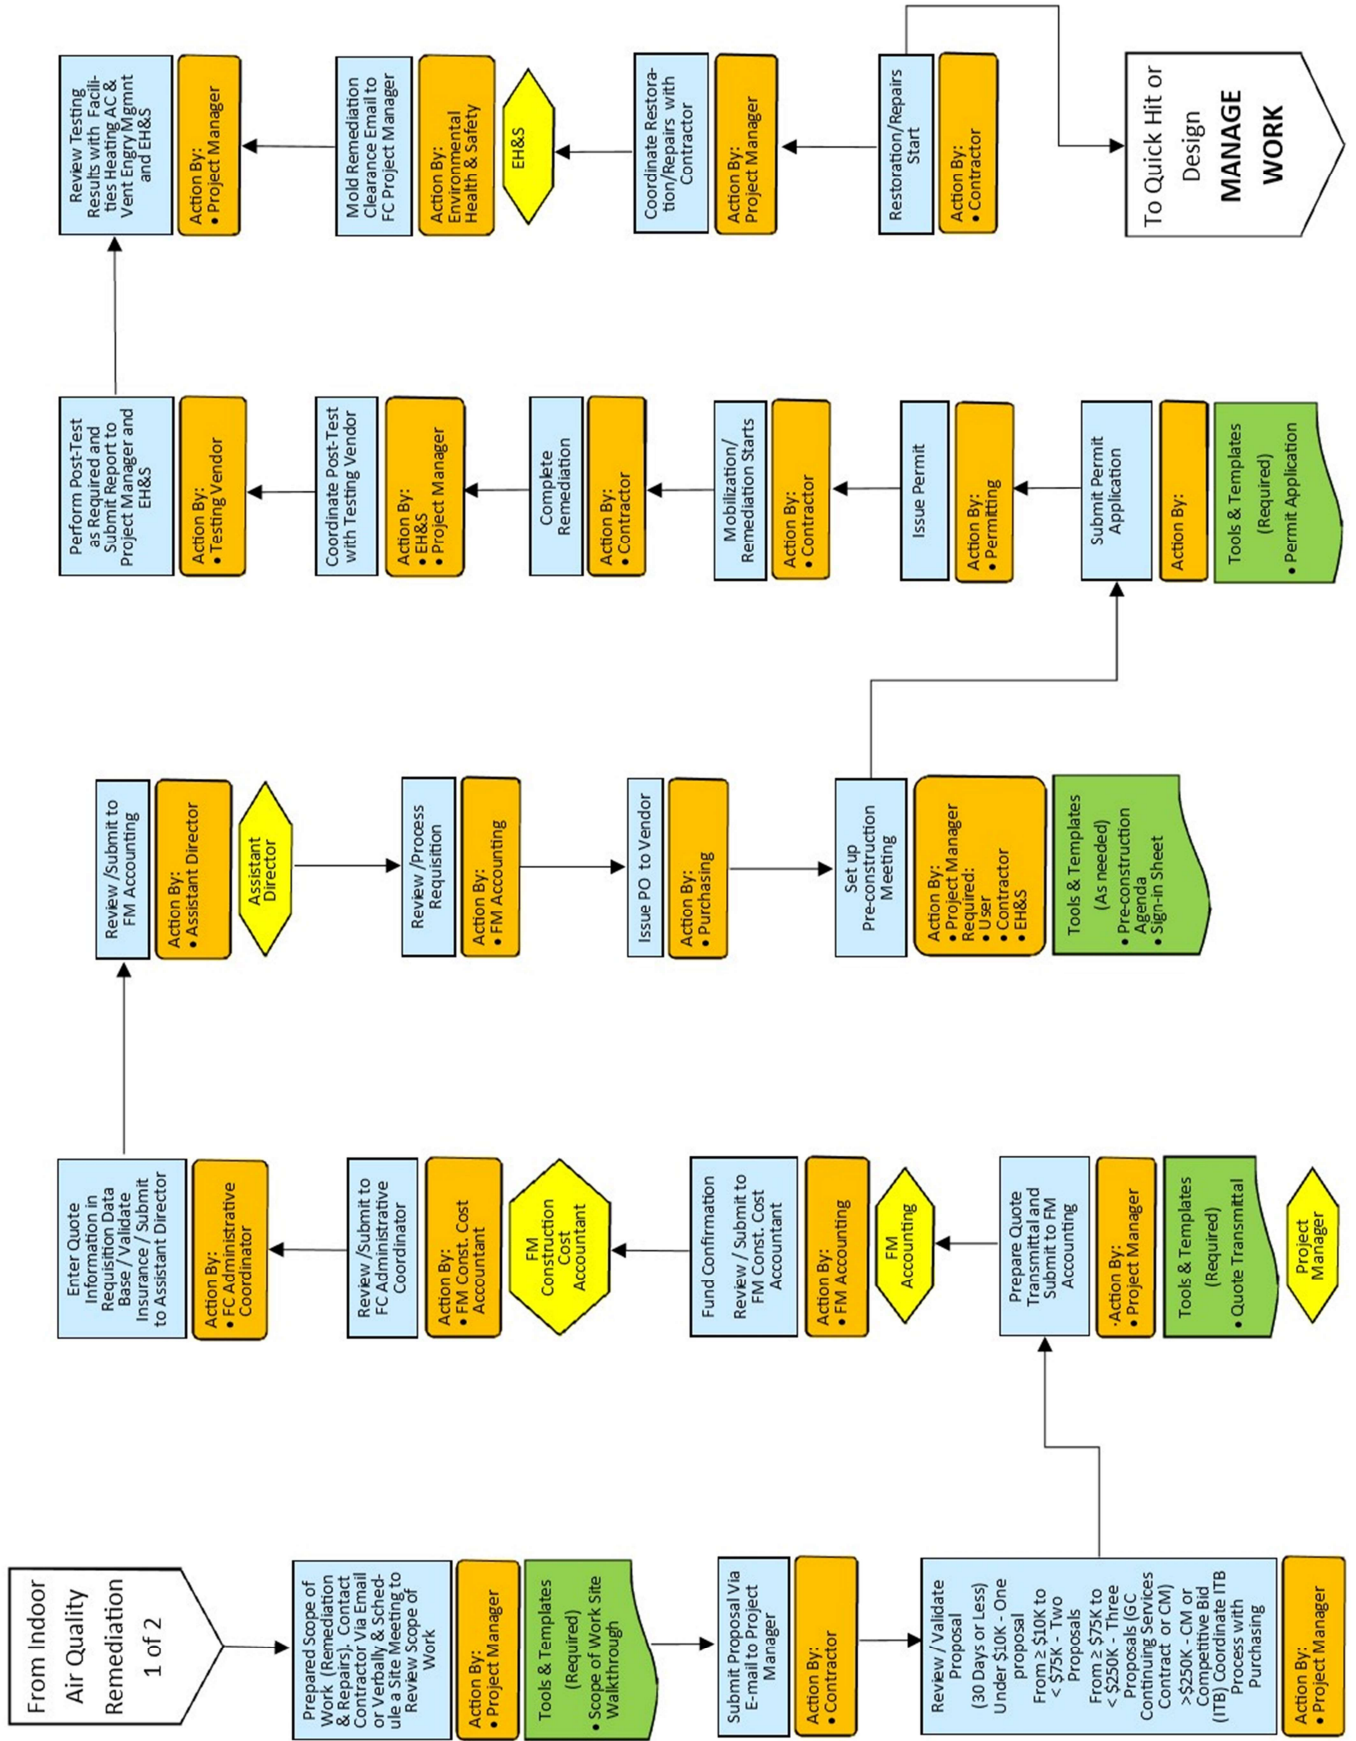 From Indoor
Air Quality
Remediation
1 of 2
Prepared Scope of
Work (Remediation
& Repairs). Contact
Contractor Via Email
or Verbally & Sched-
ule a Site Meeting to
Review Scope of
Work
Action By:
• Project Manager
Tools & Templates
(Required)
• Scope of Work Site
Walkthrough
Submit Proposal Via
E-mail to Project
Manager
Action By:
• Contractor
Review / Validate
Proposal
(30 Days or Less)
Under $10K - One
proposal
From ≥ $10K to
< $75K - Two
Proposals
From ≥ $75K to
< $250K - Three
Proposals (GC
Continuing Services
Contract or CM)
>$250K - CM or
Competitive Bid
(ITB) Coordinate ITB
Process with
Purchasing
Action By:
• Project Manager
Enter Quote
Information in
Requisition Data
Base / Validate
Insurance / Submit
to Assistant Director
Action By:
• FC Administrative
Coordinator
Review /Submit to
FC Administrative
Coordinator
Action By:
• FM Const. Cost
Accountant
FM
Construction
Cost
Accountant
Fund Confirmation
Review / Submit to
FM Const. Cost
Accountant
Action By:
• FM Accounting
FM
Accounting
Prepare Quote
Transmittal and
Submit to FM
Accounting
·Action By:
• Project Manager
Tools & Templates
(Required)
• Quote Transmittal
Project
Manager
Review /Submit to
FM Accounting
Action By:
• Assistant Director
Assistant
Director
Review /Process
Requisition
Action By:
• FM Accounting
Issue PO to Vendor
Action By:
• Purchasing
Set up
Pre-construction
Meeting
Action By:
• Project Manager
Required:
• User
• Contractor
• EH&S
Tools & Templates
(As needed)
• Pre-construction
Agenda
• Sign-in Sheet
Perform Post-Test
as Required and
Submit Report to
Project Manager and
EH&S
Action By:
• Testing Vendor
Coordinate Post-Test
with Testing Vendor
Action By:
• EH&S
• Project Manager
Complete
Remediation
Action By:
• Contractor
Mobilization/
Remediation Starts
Action By:
• Contractor
Issue Permit
Action By:
• Permitting
Submit Permit
Application
Action By:
Tools & Templates
(Required)
• Permit Application
Review Testing
Results with Facili-
ties Heating AC &
Vent Engry Mgmnt
and EH&S
Action By:
• Project Manager
Mold Remediation
Clearance Email to
FC Project Manager
Action By:
Environmental
Health & Safety
EH&S
Coordinate Restora-
tion/Repairs with
Contractor
Action By:
Project Manager
Restoration/Repairs
Start
Action By:
• Contractor
To Quick Hit or
Design
MANAGE
WORK